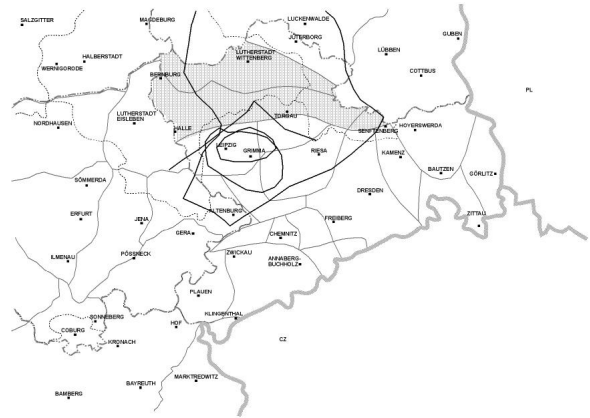 SALZGITTER
MAGDEBURG
LUCKENWALDE
GUBEN
JÜTERBORG
LÜBBEN
HALBERSTADT
WERNIGORODE
LUTHERSTADT
WITTENBERG
COTTBUS
BERNBURG
PL
NORDHAUSEN
LUTHERSTADT
EISLEBEN
HALLE
TORGAU
SENFTENBERG
HOYERSWERDA
LEIPZIG
GRIMMA
RIESA
KAMENZ
BAUTZEN
GÖRLITZ
SÖMMERDA
DRESDEN
ERFURT
JENA
ALTENBURG
FREIBERG
ZITTAU
GERA
CHEMNITZ
ILMENAU
PÖSSNECK
ZWICKAU
ANNABERG-
BUCHHOLZ
PLAUEN
SONNEBERG
COBURG
HOF
KLINGENTHAL
KRONACH
CZ
BAMBERG
BAYREUTH
MARKTREDWITZ